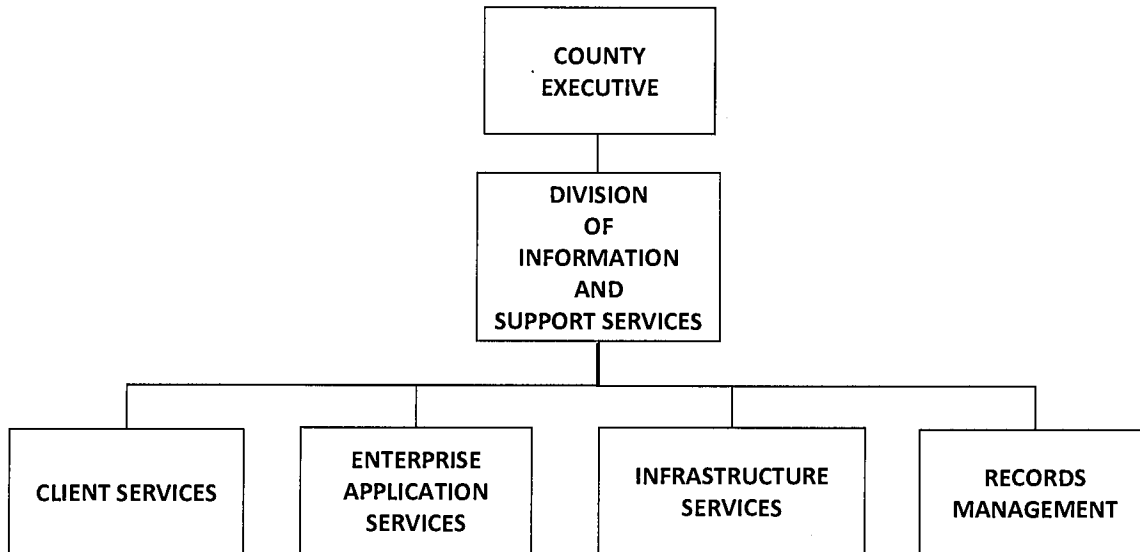 COUNTY
EXECUTIVE
DIVISION
OF
INFORMATION
AND
SUPPORT SERVICES
CLIENT SERVICES
ENTERPRISE
APPLICATION
SERVICES
INFRASTRUCTURE
SERVICES
RECORDS
MANAGEMENT